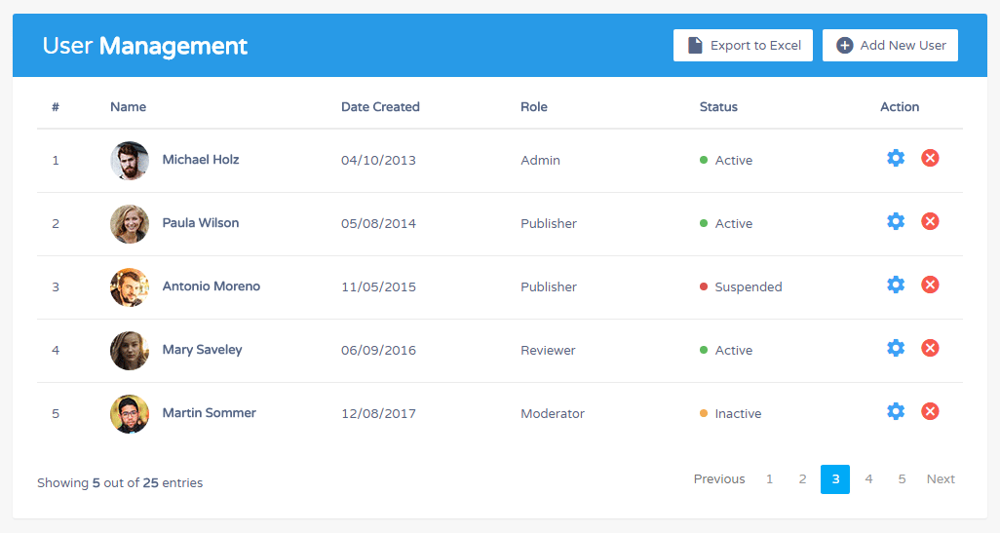 User Management Export to Excel Add New User
# Name Date Created Role Status Action
1 Michael Holz 04/10/2013 Admin Active
2 Paula Wilson 05/08/2014 Publisher Active
3 Antonio Moreno 11/05/2015 Publisher Suspended
4 Mary Saveley 06/09/2016 Reviewer Active
5 Martin Sommer 12/08/2017 Moderator Inactive
Showing 5 out of 25 entries Previous 1 2 3 4 5 Next